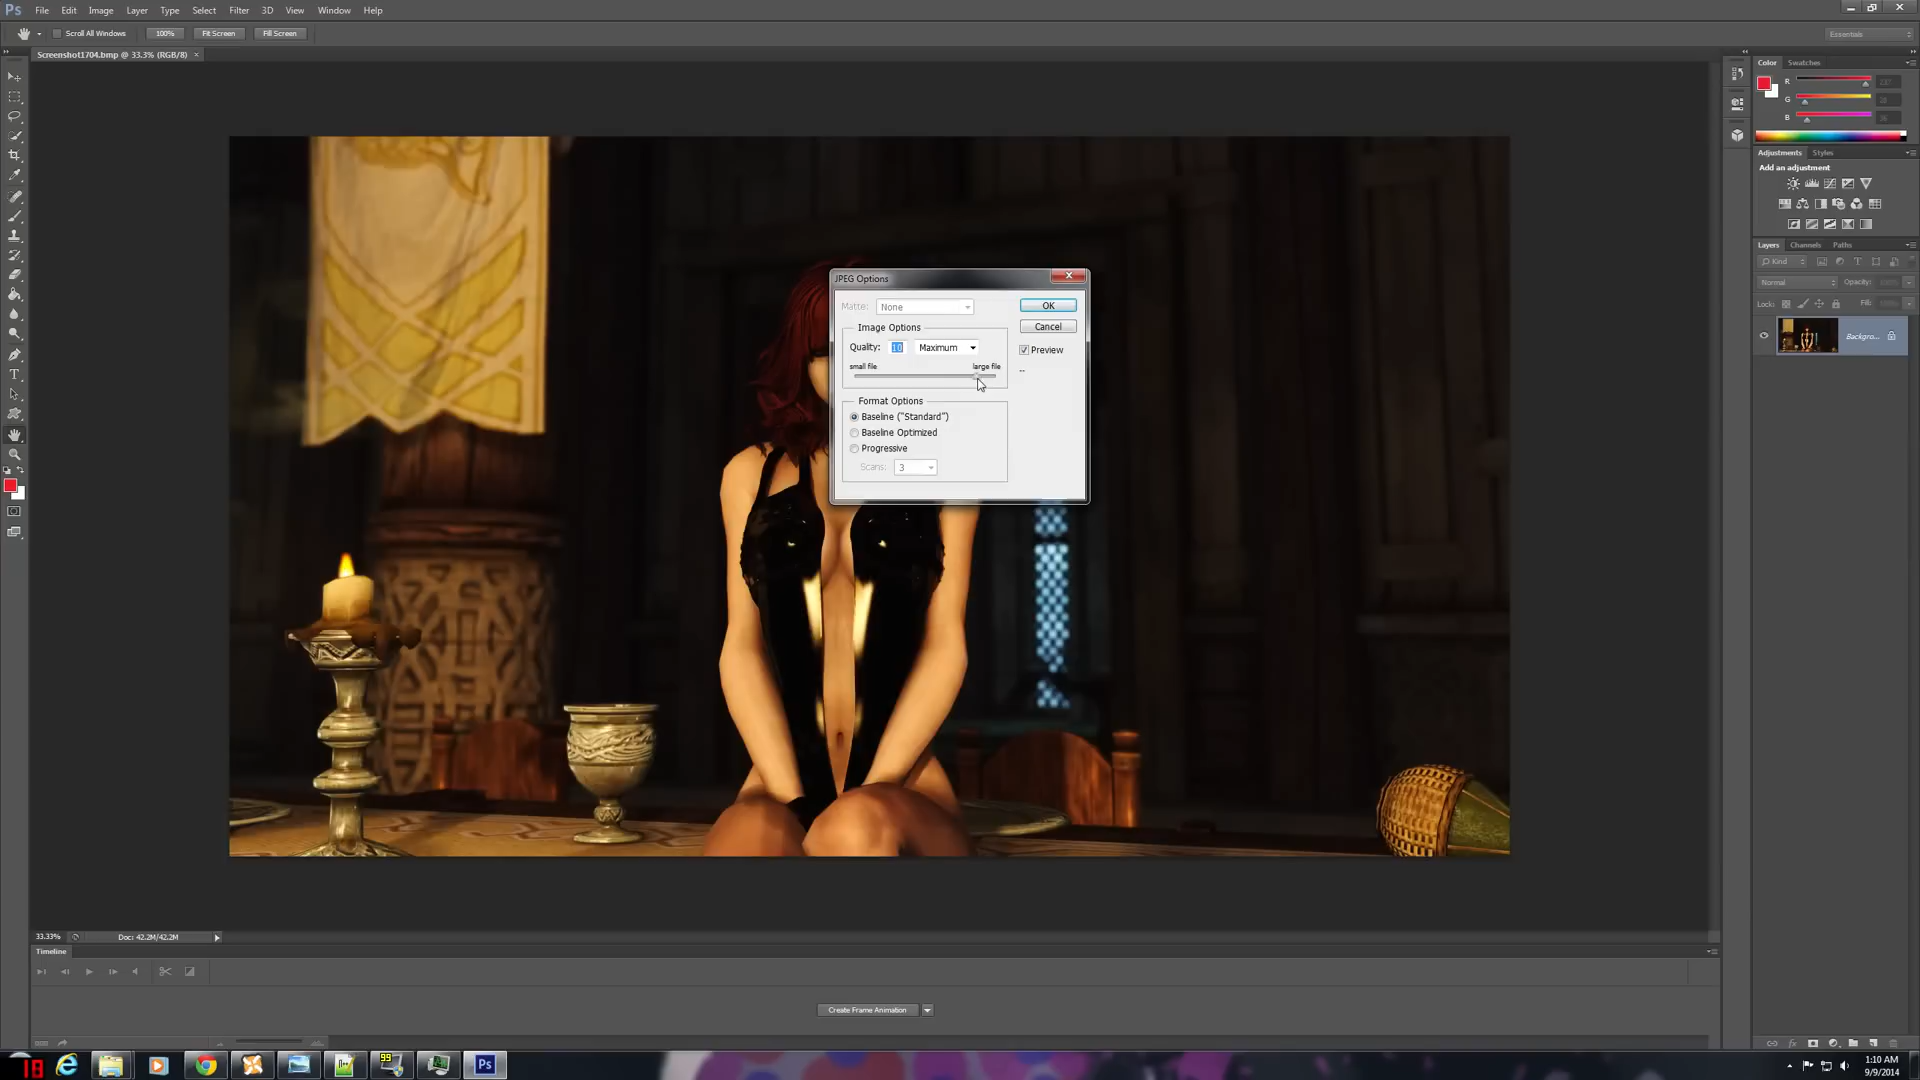 Ps File Edit Image Layer Type Select Filter 3D View Window Help
Scroll All Windows 100% Fit Screen Fill Screen Essentials
Screenshot1704.bmp @ 33.3% (RGB/8) ×
Color Swatches
R
G
B
Adjustments Styles
Add an adjustment
Layers Channels Paths
Kind
Normal Opacity:
Lock: Fill:
Backgro...
JPEG Options
Matte: None OK
Image Options Cancel
Quality: 10 Maximum Preview
small file large file
--
Format Options
Baseline ("Standard")
Baseline Optimized
Progressive
Scans: 3
33.33% Doc: 42.2M/42.2M
Timeline
Create Frame Animation
18 99 Ps
1:10 AM
9/9/2014